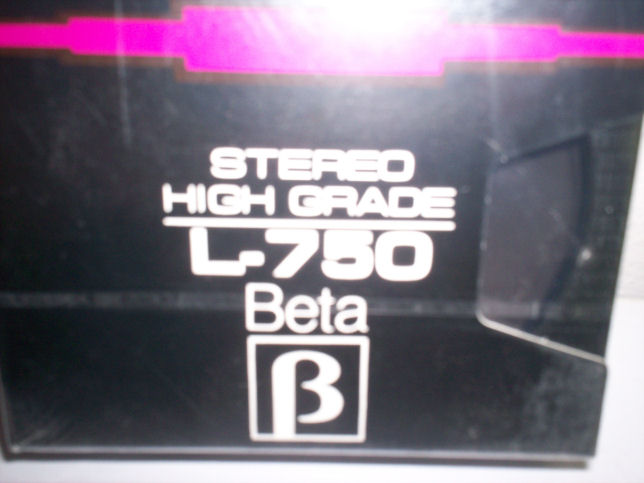 STEREO
HIGH GRADE
L-750
Beta
β